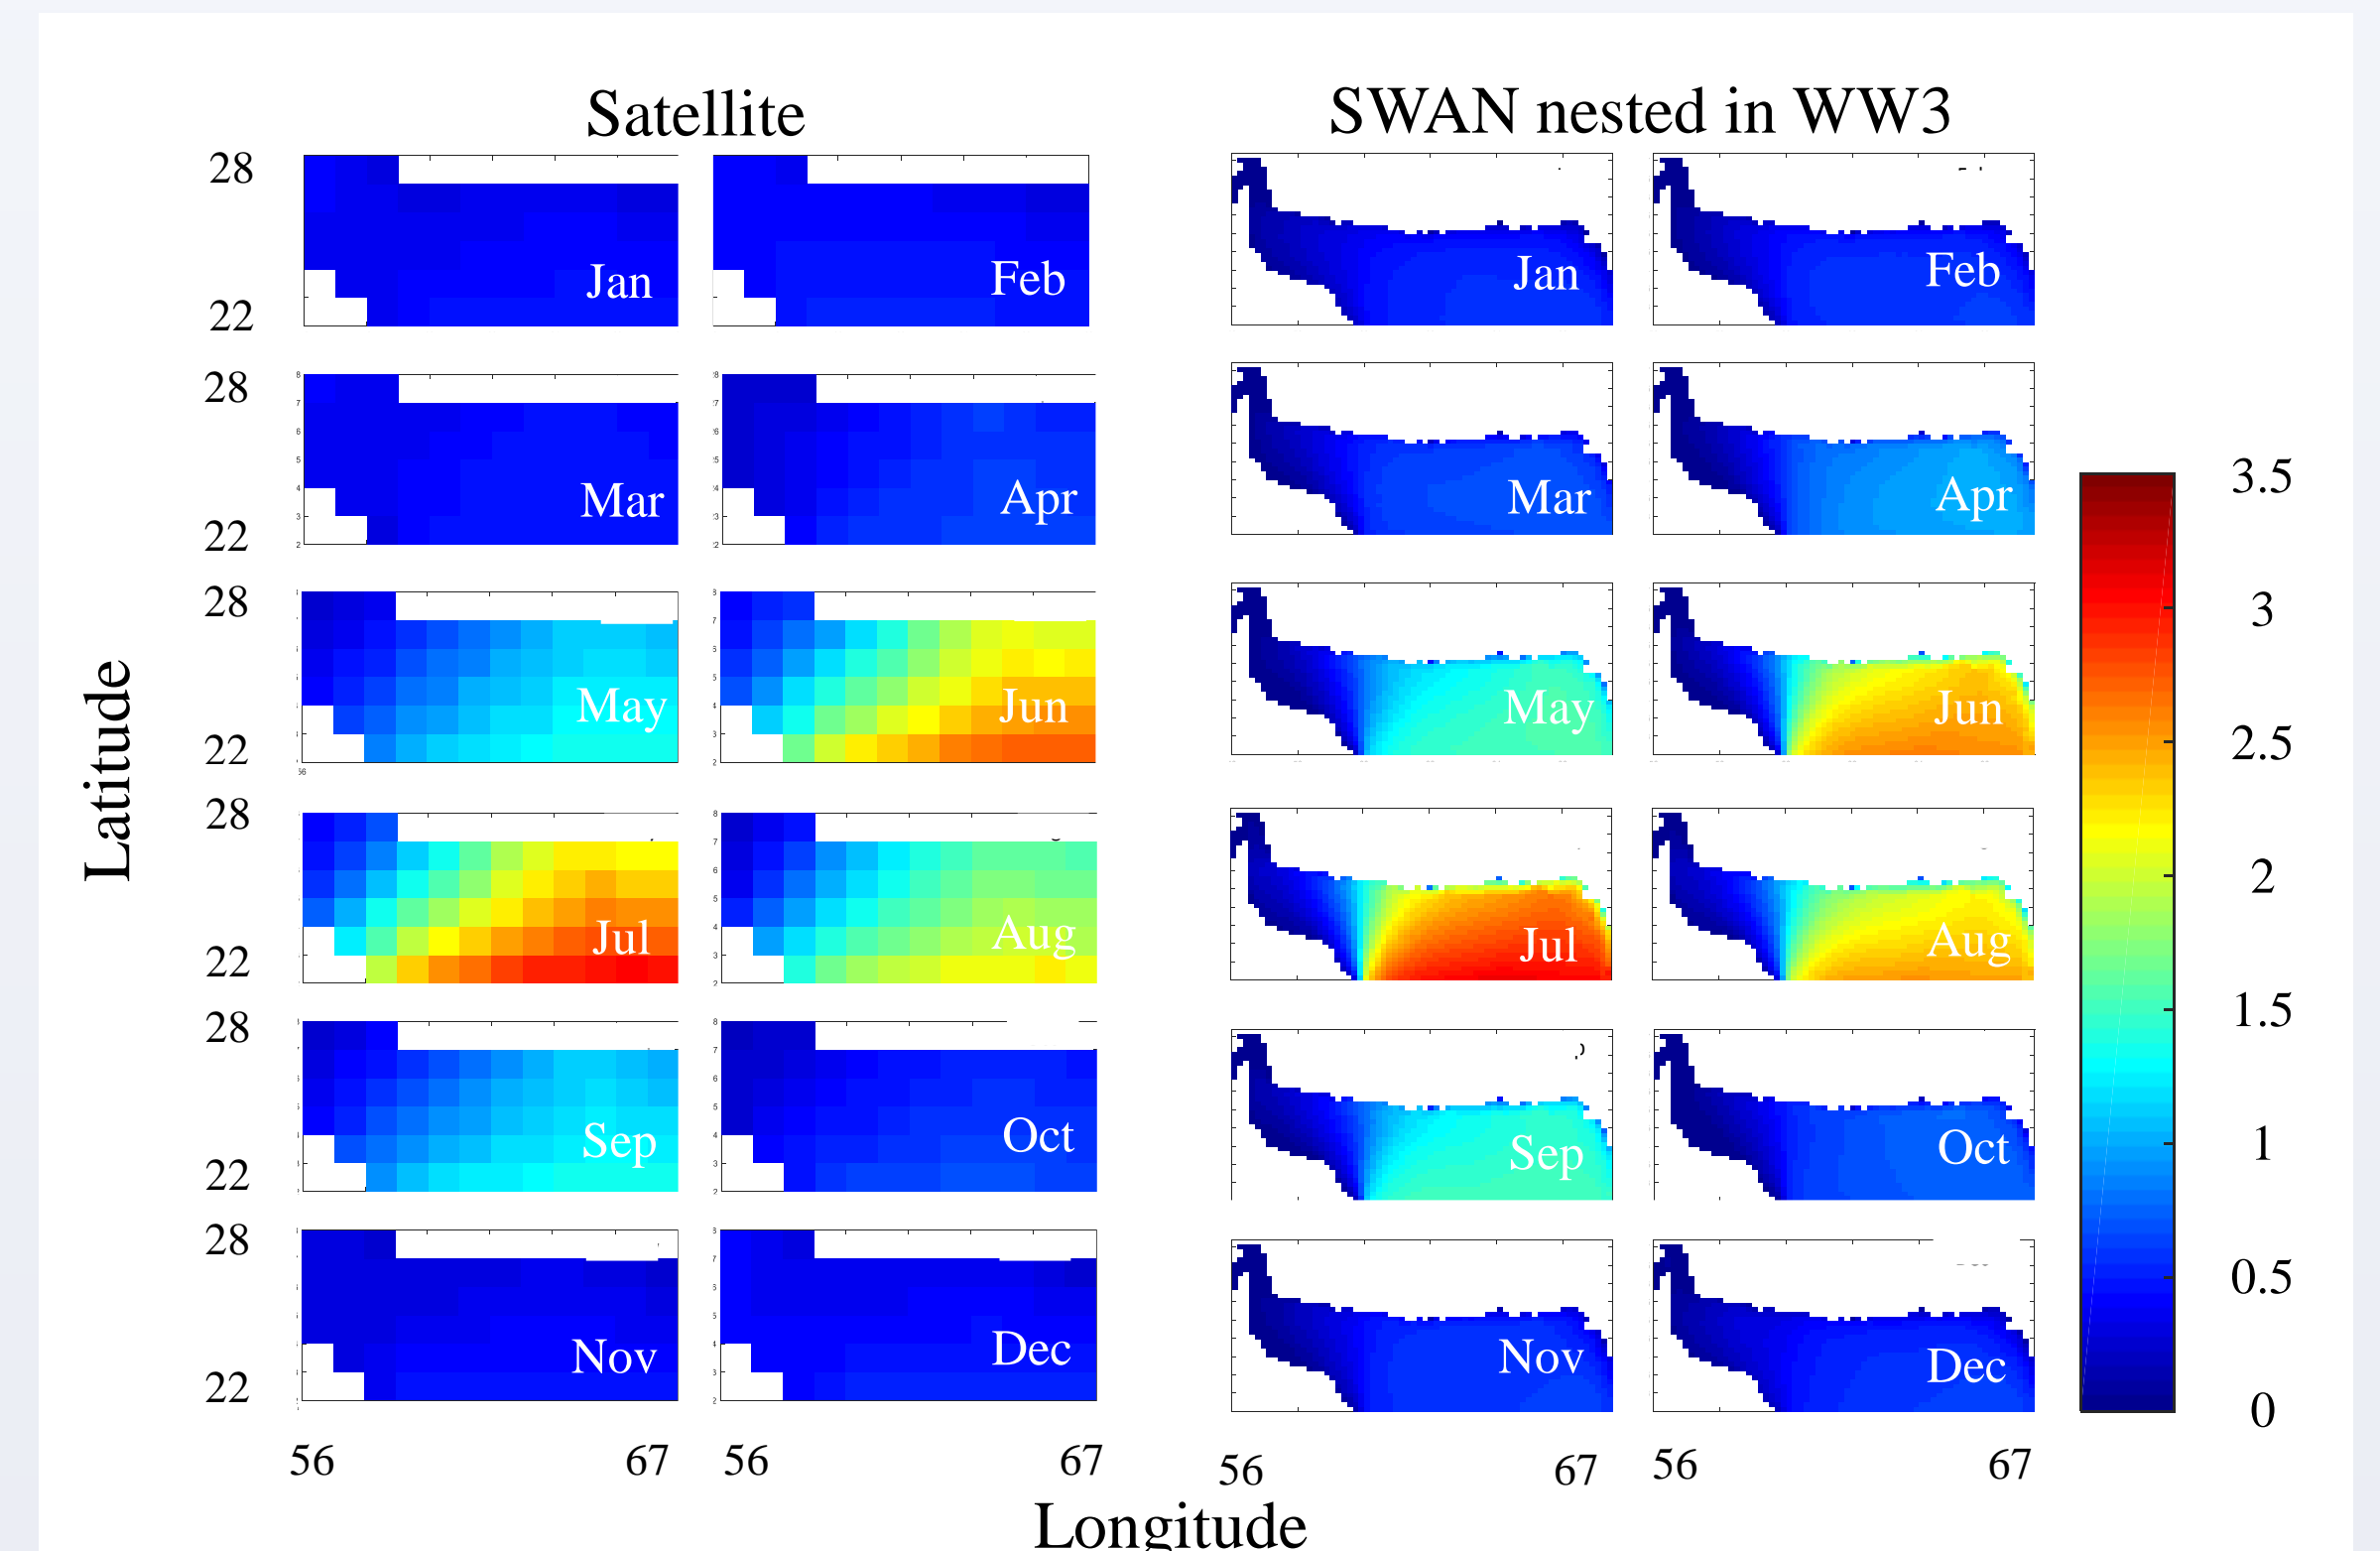 Satellite
SWAN nested in WW3
28
22
Jan
Feb
Jan
Feb
28
22
Mar
Apr
Mar
Apr
28
22
May
Jun
May
Jun
28
22
Jul
Aug
Jul
Aug
28
22
Sep
Oct
Sep
Oct
28
22
Nov
Dec
Nov
Dec
56
67
56
67
56
67
56
67
Latitude
Longitude
3.5
3
2.5
2
1.5
1
0.5
0